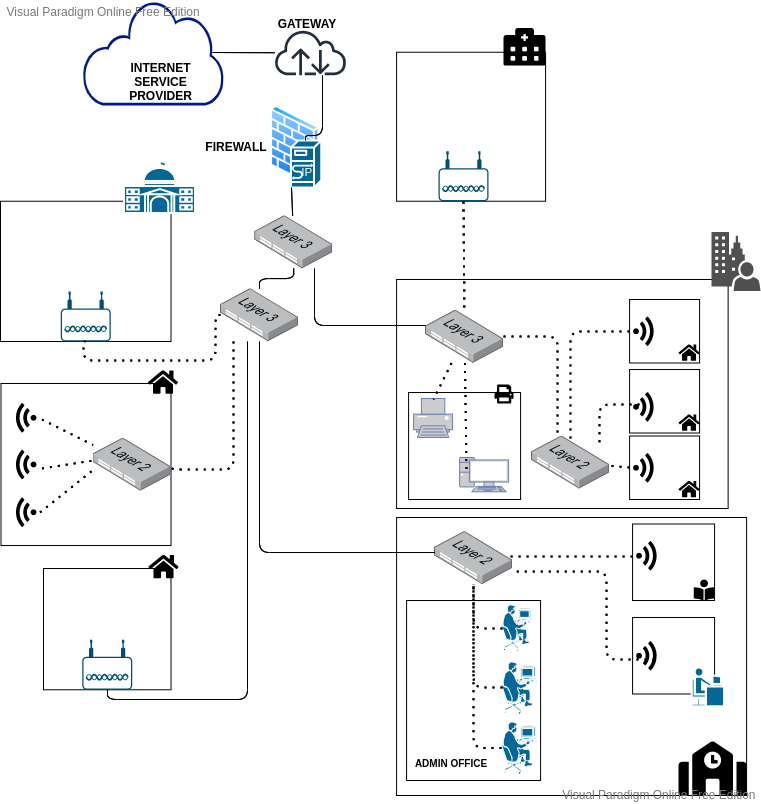 Visual Paradigm Online Free Edition
GATEWAY
INTERNET
SERVICE
PROVIDER
FIREWALL
SIP
Layer 3
Layer 3
Layer 3
Layer 2
Layer 2
Layer 2
ADMIN OFFICE
Visual Paradigm Online Free Edition